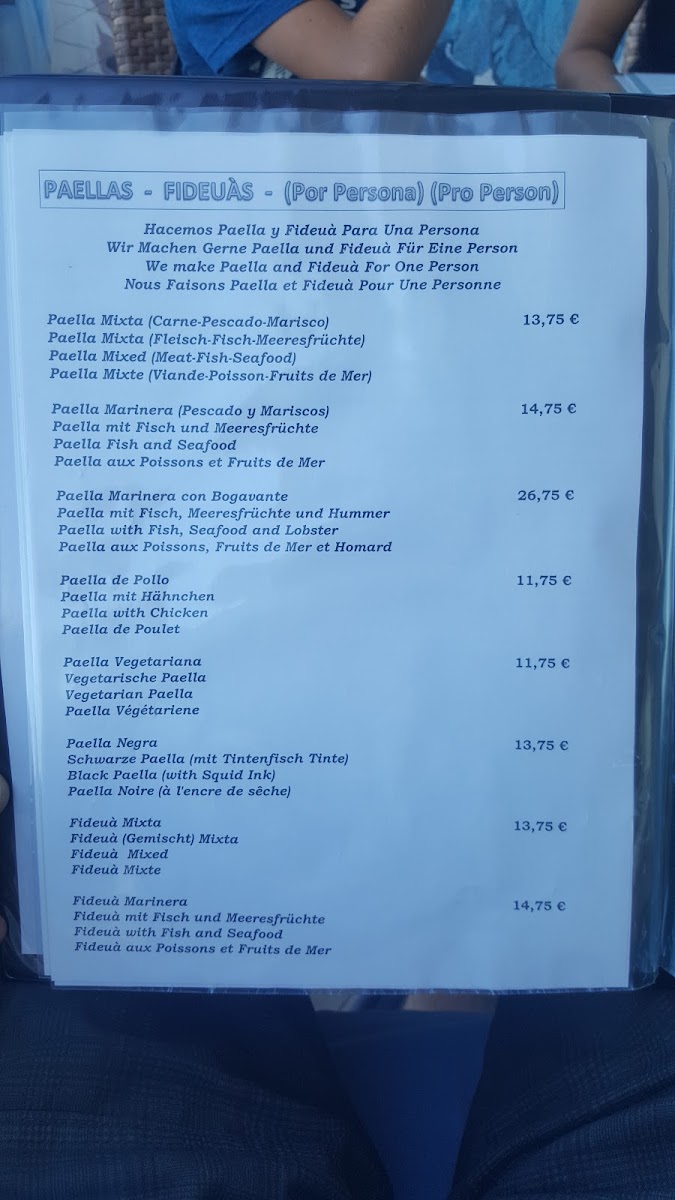 PAELLAS - FIDEUÀS - (Por Persona) (Pro Person)
Hacemos Paella y Fideuà Para Una Persona
Wir Machen Gerne Paella und Fideuà Für Eine Person
We make Paella and Fideuà For One Person
Nous Faisons Paella et Fideuà Pour Une Personne
Paella Mixta (Carne-Pescado-Marisco) 13,75 €
Paella Mixta (Fleisch-Fisch-Meeresfrüchte)
Paella Mixed (Meat-Fish-Seafood)
Paella Mixte (Viande-Poisson-Fruits de Mer)
Paella Marinera (Pescado y Mariscos) 14,75 €
Paella mit Fisch und Meeresfrüchte
Paella Fish and Seafood
Paella aux Poissons et Fruits de Mer
Paella Marinera con Bogavante 26,75 €
Paella mit Fisch, Meeresfrüchte und Hummer
Paella with Fish, Seafood and Lobster
Paella aux Poissons, Fruits de Mer et Homard
Paella de Pollo 11,75 €
Paella mit Hähnchen
Paella with Chicken
Paella de Poulet
Paella Vegetariana 11,75 €
Vegetarische Paella
Vegetarian Paella
Paella Végétariene
Paella Negra 13,75 €
Schwarze Paella (mit Tintenfisch Tinte)
Black Paella (with Squid Ink)
Paella Noire (à l'encre de sêche)
Fideuà Mixta 13,75 €
Fideuà (Gemischt) Mixta
Fideuà Mixed
Fideuà Mixte
Fideuà Marinera 14,75 €
Fideuà mit Fisch und Meeresfrüchte
Fideuà with Fish and Seafood
Fideuà aux Poissons et Fruits de Mer